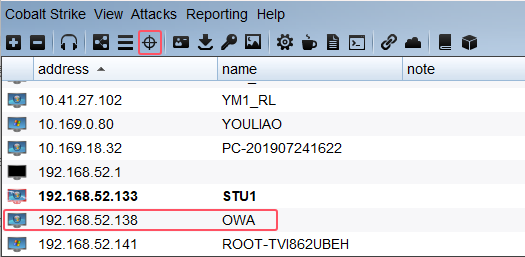 Cobalt Strike View Attacks Reporting Help
address name note
10.41.27.102 YM1_RL
10.169.0.80 YOULIAO
10.169.18.32 PC-201907241622
192.168.52.1
192.168.52.133 STU1
192.168.52.138 OWA
192.168.52.141 ROOT-TVI862UBEH